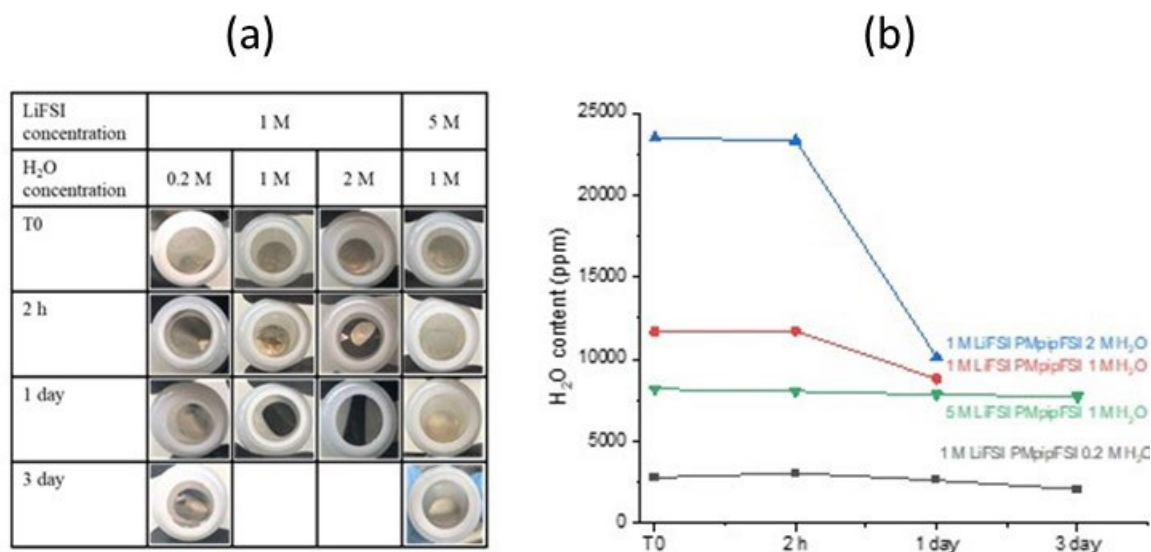 (a)
(b)
LiFSI
concentration
1 M
5 M
H₂O
concentration
0.2 M
1 M
2 M
1 M
T0
2 h
1 day
3 day
H₂O content (ppm)
25000
20000
15000
10000
5000
0
1 M LiFSI PMpipFSI 2 M H₂O
1 M LiFSI PMpipFSI 1 M H₂O
5 M LiFSI PMpipFSI 1 M H₂O
1 M LiFSI PMpipFSI 0.2 M H₂O
T0
2 h
1 day
3 day